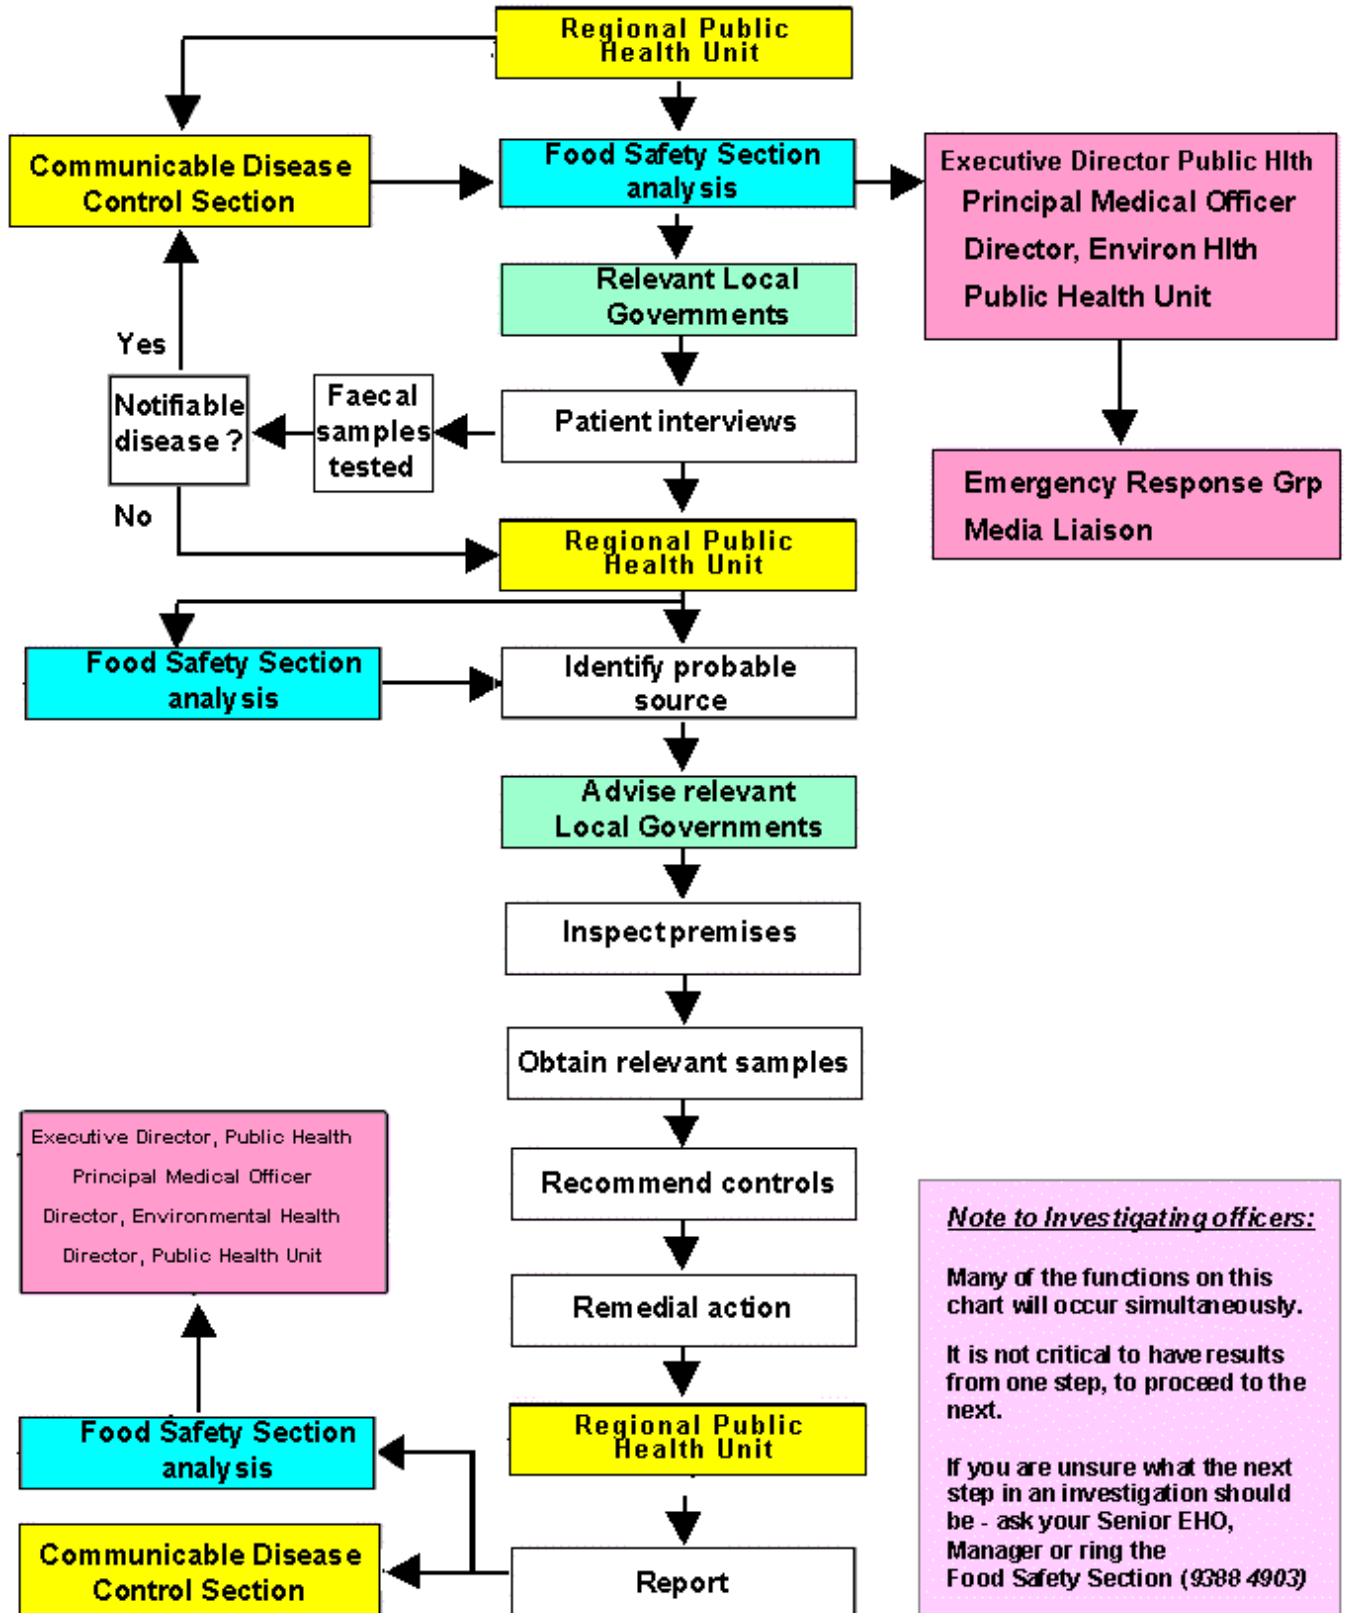 Regional Public
Health Unit
Communicable Disease
Control Section
Food Safety Section
analysis
Executive Director Public Hlth
Principal Medical Officer
Director, Environ Hlth
Public Health Unit
Relevant Local
Governments
Yes
Notifiable
disease ?
Faecal
samples
tested
Patient interviews
Emergency Response Grp
Media Liaison
No
Regional Public
Health Unit
Food Safety Section
analysis
Identify probable
source
Advise relevant
Local Governments
Inspect premises
Obtain relevant samples
Executive Director, Public Health
Principal Medical Officer
Director, Environmental Health
Director, Public Health Unit
Recommend controls
Remedial action
Regional Public
Health Unit
Food Safety Section
analysis
Communicable Disease
Control Section
Report
Note to Investigating officers:
Many of the functions on this
chart will occur simultaneously.
It is not critical to have results
from one step, to proceed to the
next.
If you are unsure what the next
step in an investigation should
be - ask your Senior EHO,
Manager or ring the
Food Safety Section (9388 4903)